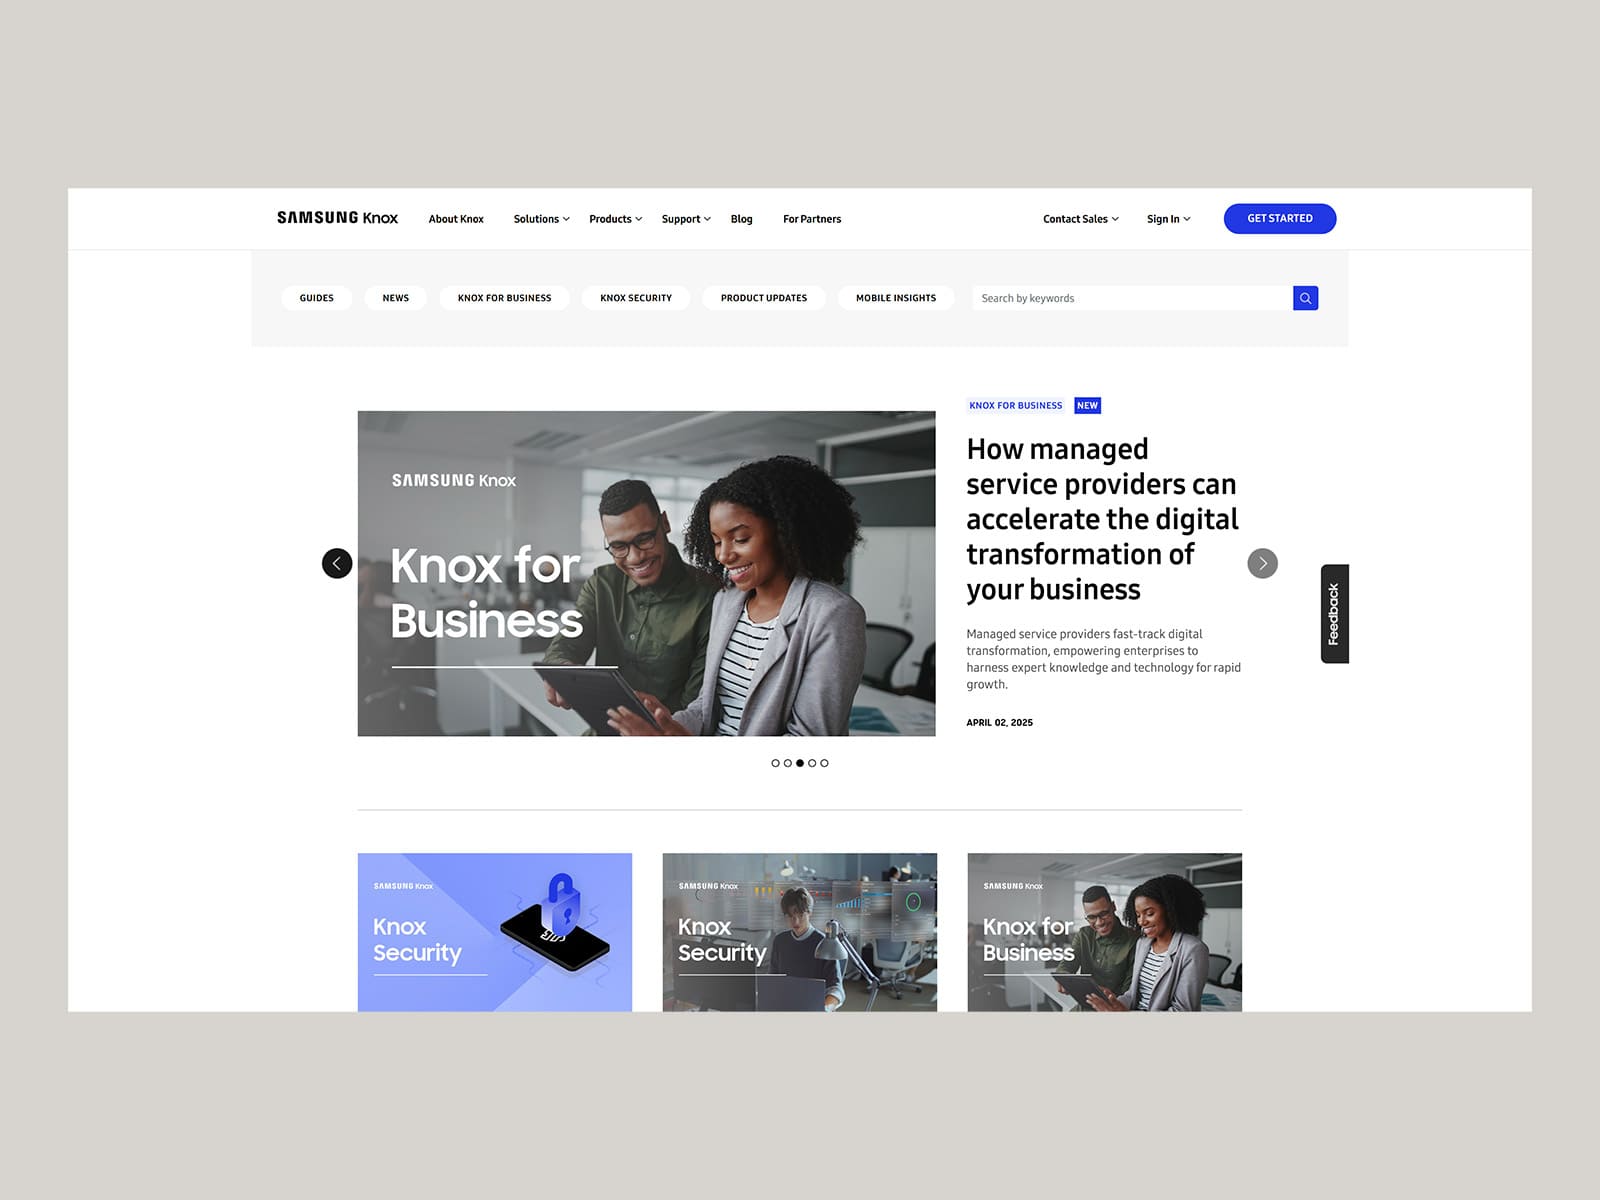 SAMSUNG Knox
About Knox
Solutions
Products
Support
Blog
For Partners
Contact Sales
Sign In
GET STARTED
GUIDES
NEWS
KNOX FOR BUSINESS
KNOX SECURITY
PRODUCT UPDATES
MOBILE INSIGHTS
Search by keywords
SAMSUNG Knox
Knox for
Business
KNOX FOR BUSINESS
NEW
How managed
service providers can
accelerate the digital
transformation of
your business
Managed service providers fast-track digital
transformation, empowering enterprises to
harness expert knowledge and technology for rapid
growth.
APRIL 02, 2025
Feedback
SAMSUNG Knox
Knox
Security
SAMSUNG Knox
Knox
Security
SAMSUNG Knox
Knox for
Business